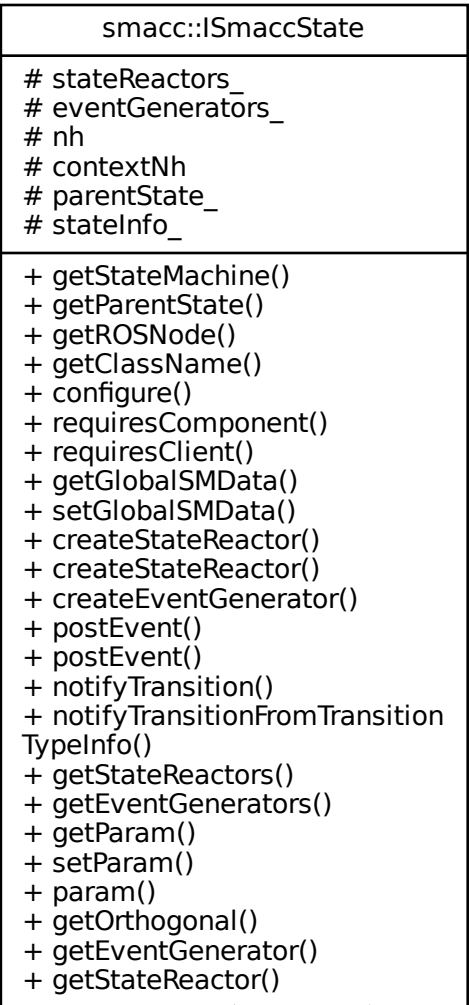 smacc::ISmaccState
# stateReactors_
# eventGenerators_
# nh
# contextNh
# parentState_
# stateInfo_
+ getStateMachine()
+ getParentState()
+ getROSNode()
+ getClassName()
+ configure()
+ requiresComponent()
+ requiresClient()
+ getGlobalSMData()
+ setGlobalSMData()
+ createStateReactor()
+ createStateReactor()
+ createEventGenerator()
+ postEvent()
+ postEvent()
+ notifyTransition()
+ notifyTransitionFromTransition
TypeInfo()
+ getStateReactors()
+ getEventGenerators()
+ getParam()
+ setParam()
+ param()
+ getOrthogonal()
+ getEventGenerator()
+ getStateReactor()